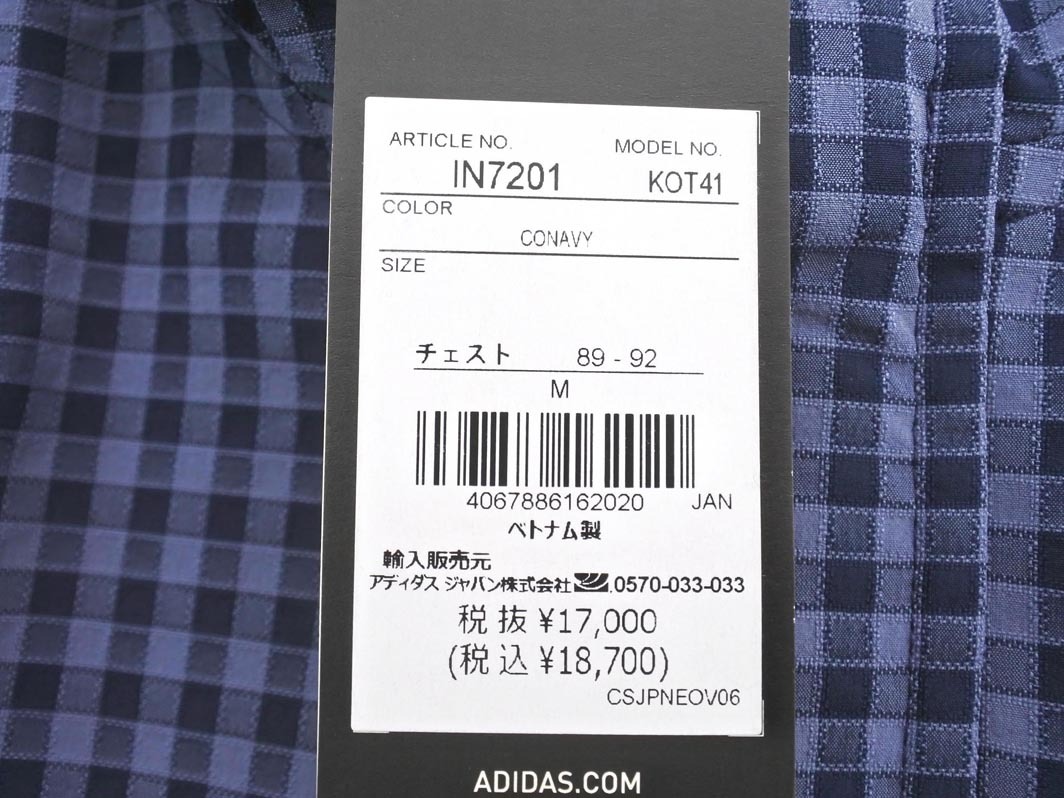 ARTICLE NO. MODEL NO.
IN7201 KOT41
COLOR
CONAVY
SIZE
チェスト 89 - 92
M
4067886162020 JAN
ベトナム製
輸入販売元
アディダス ジャパン株式会社 0570-033-033
税抜 ¥17,000
(税込 ¥18,700)
CSJPNEOV06
ADIDAS.COM